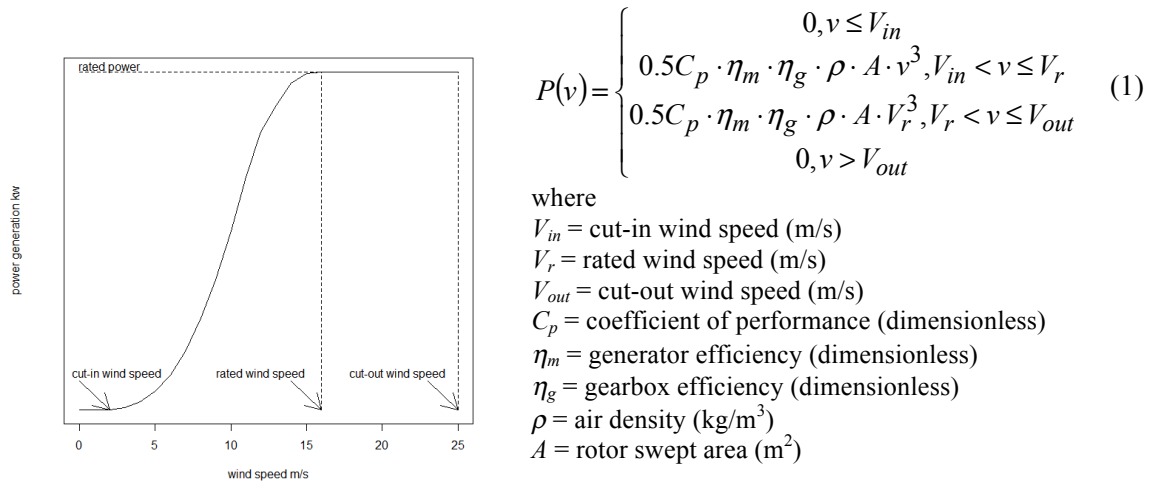 rated power
power generation kw
cut-in wind speed
rated wind speed
cut-out wind speed
0 5 10 15 20 25
wind speed m/s
P(v) = { 0, v ≤ V_in
0.5C_p · η_m · η_g · ρ · A · v^3, V_in < v ≤ V_r
0.5C_p · η_m · η_g · ρ · A · V_r^3, V_r < v ≤ V_out
0, v > V_out
(1)
where
V_in = cut-in wind speed (m/s)
V_r = rated wind speed (m/s)
V_out = cut-out wind speed (m/s)
C_p = coefficient of performance (dimensionless)
η_m = generator efficiency (dimensionless)
η_g = gearbox efficiency (dimensionless)
ρ = air density (kg/m^3)
A = rotor swept area (m^2)